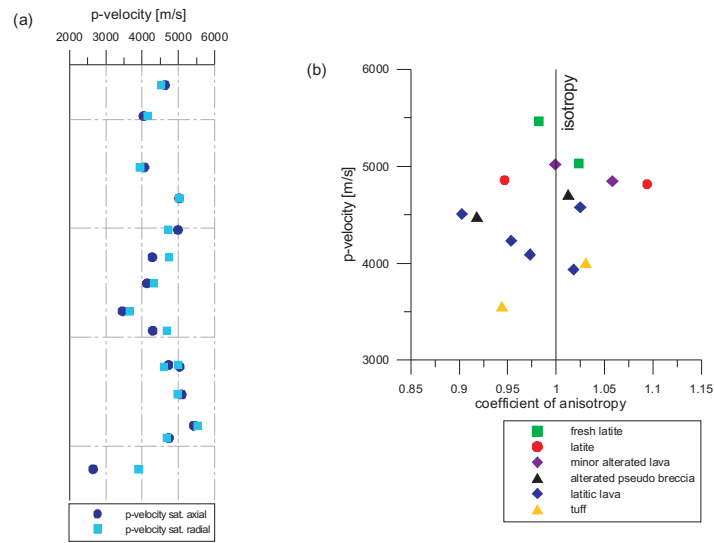 (a)
p-velocity [m/s]
2000 3000 4000 5000 6000
p-velocity sat. axial
p-velocity sat. radial
(b)
6000
5000
4000
3000
p-velocity [m/s]
isotropy
0.85 0.9 0.95 1 1.05 1.1 1.15
coefficient of anisotropy
fresh latite
latite
minor alterated lava
alterated pseudo breccia
latitic lava
tuff